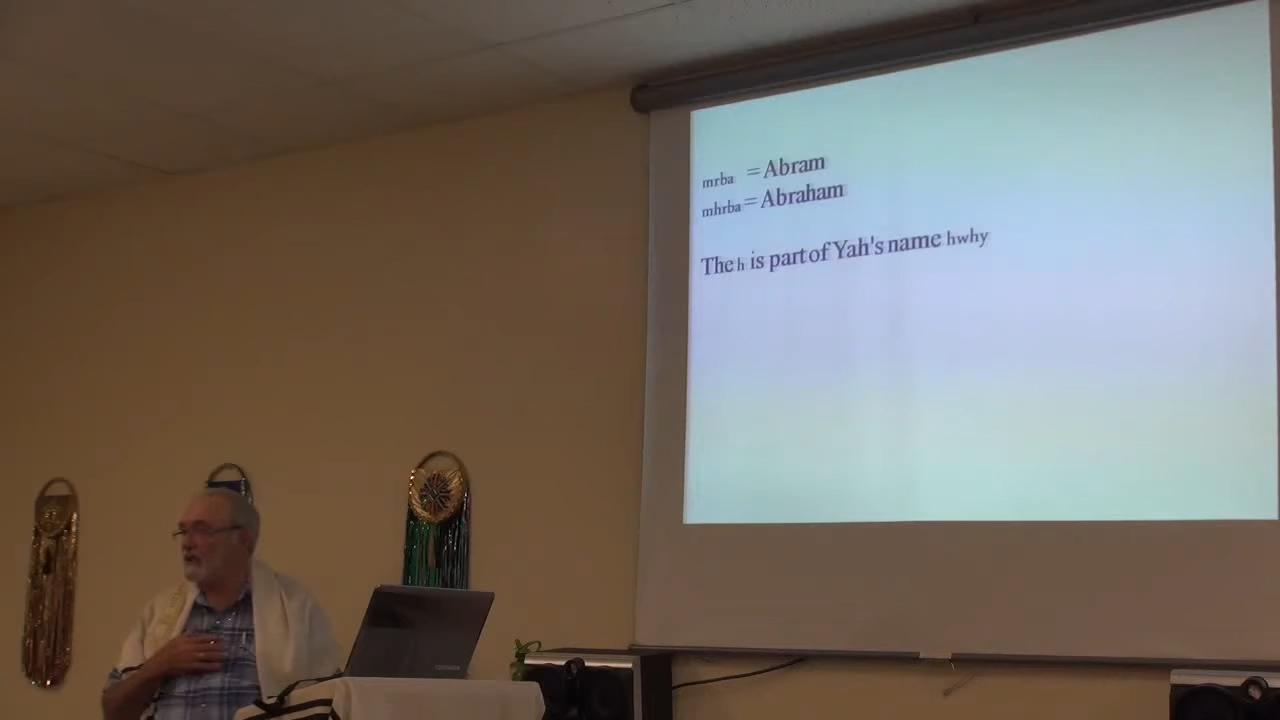 mrba = Abram
mhrba = Abraham
The h is part of Yah's name hwhy